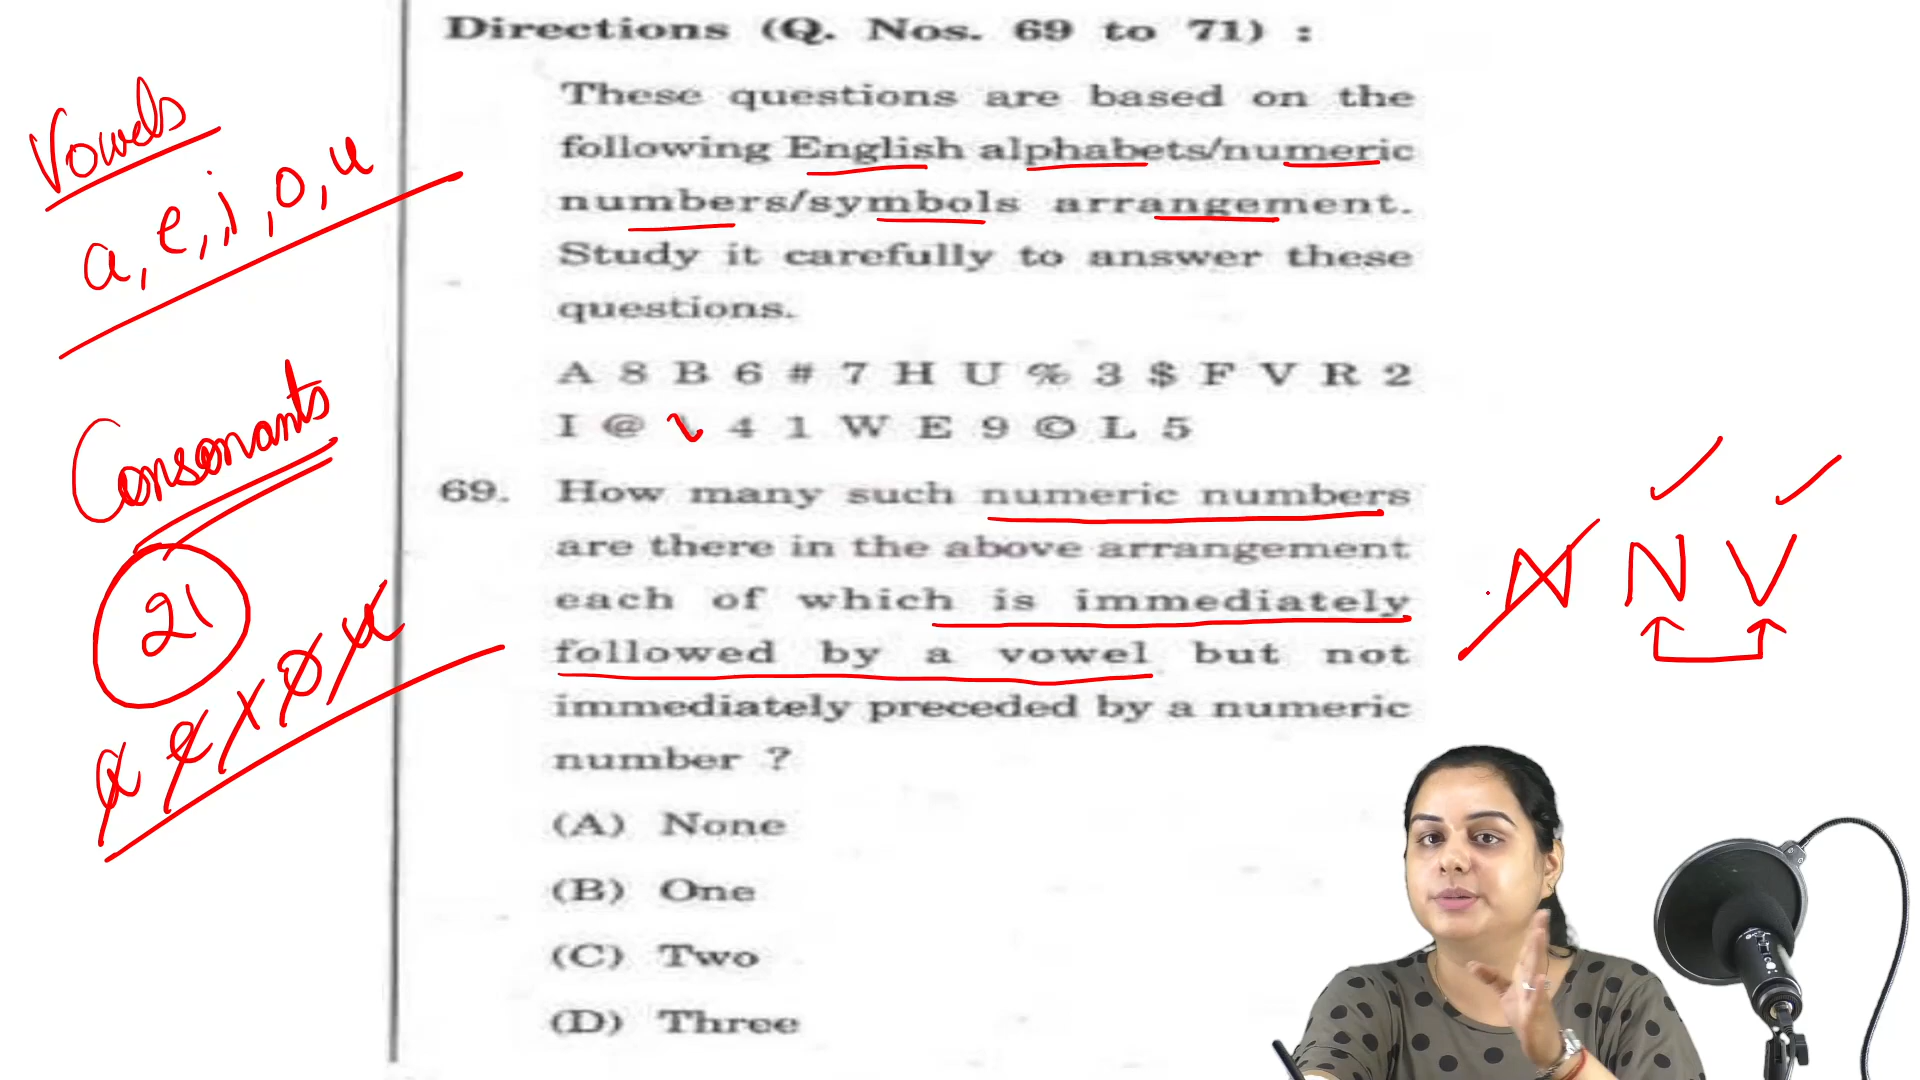 Directions (Q. Nos. 69 to 71) :
These questions are based on the
following English alphabets/numeric
numbers/symbols arrangement.
Study it carefully to answer these
questions.
A 8 B 6 # 7 H U % 3 $ F V R 2
I @ \ 4 1 W E 9 © L 5
69. How many such numeric numbers
are there in the above arrangement
each of which is immediately
followed by a vowel but not
immediately preceded by a numeric
number ?
(A) None
(B) One
(C) Two
(D) Three
Vowels
a, e, i, o, u
Consonants
21
a e i o u
N N V